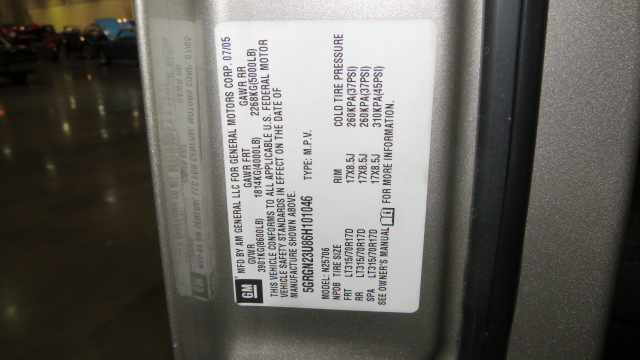 GM
MFD BY AM GENERAL LLC FOR GENERAL MOTORS CORP. 07/05
GVWR GAWR FRT GAWR RR
3901KG(8600LB) 1814KG(4000LB) 2268KG(5000LB)
THIS VEHICLE CONFORMS TO ALL APPLICABLE U.S. FEDERAL MOTOR
VEHICLE SAFETY STANDARDS IN EFFECT ON THE DATE OF
MANUFACTURE SHOWN ABOVE.
5GRGN23U86H101046 TYPE: M.P.V.
MODEL: N25706
NPDB TIRE SIZE RIM COLD TIRE PRESSURE
FRT LT315/70R17D 17X8.5J 260KPA(37PSI)
RR LT315/70R17D 17X8.5J 260KPA(37PSI)
SPA LT315/70R17D 17X8.5J 310KPA(45PSI)
SEE OWNER'S MANUAL FOR MORE INFORMATION.